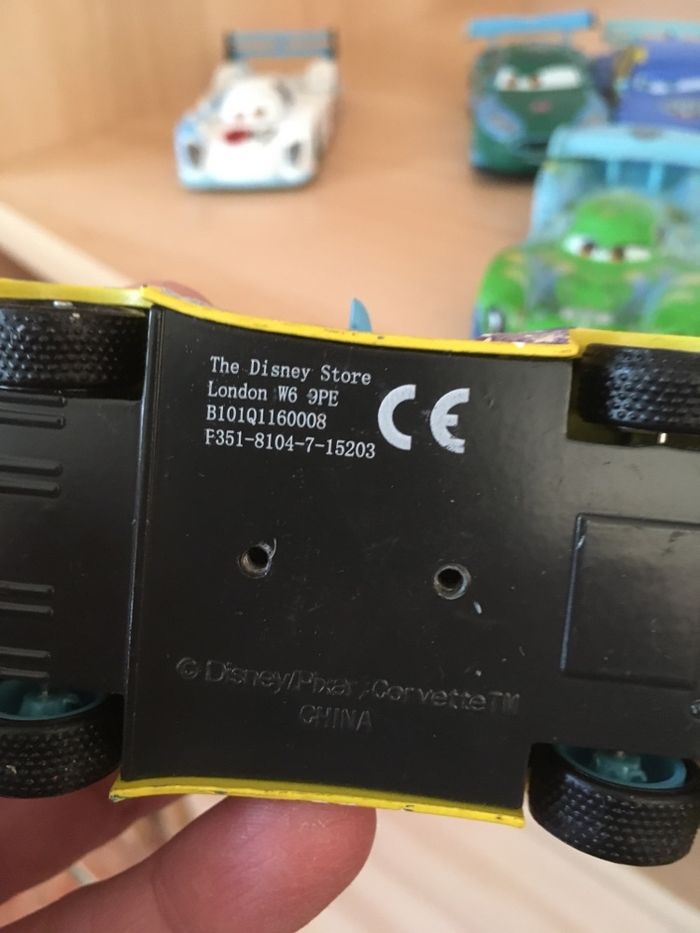 The Disney Store
London W6 9PE
B101Q1160008
F351-8104-7-15203
CE
© Disney/Pixar; Corvette™
CHINA